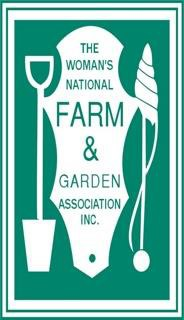 THE
WOMAN'S
NATIONAL
FARM
&
GARDEN
ASSOCIATION
INC.